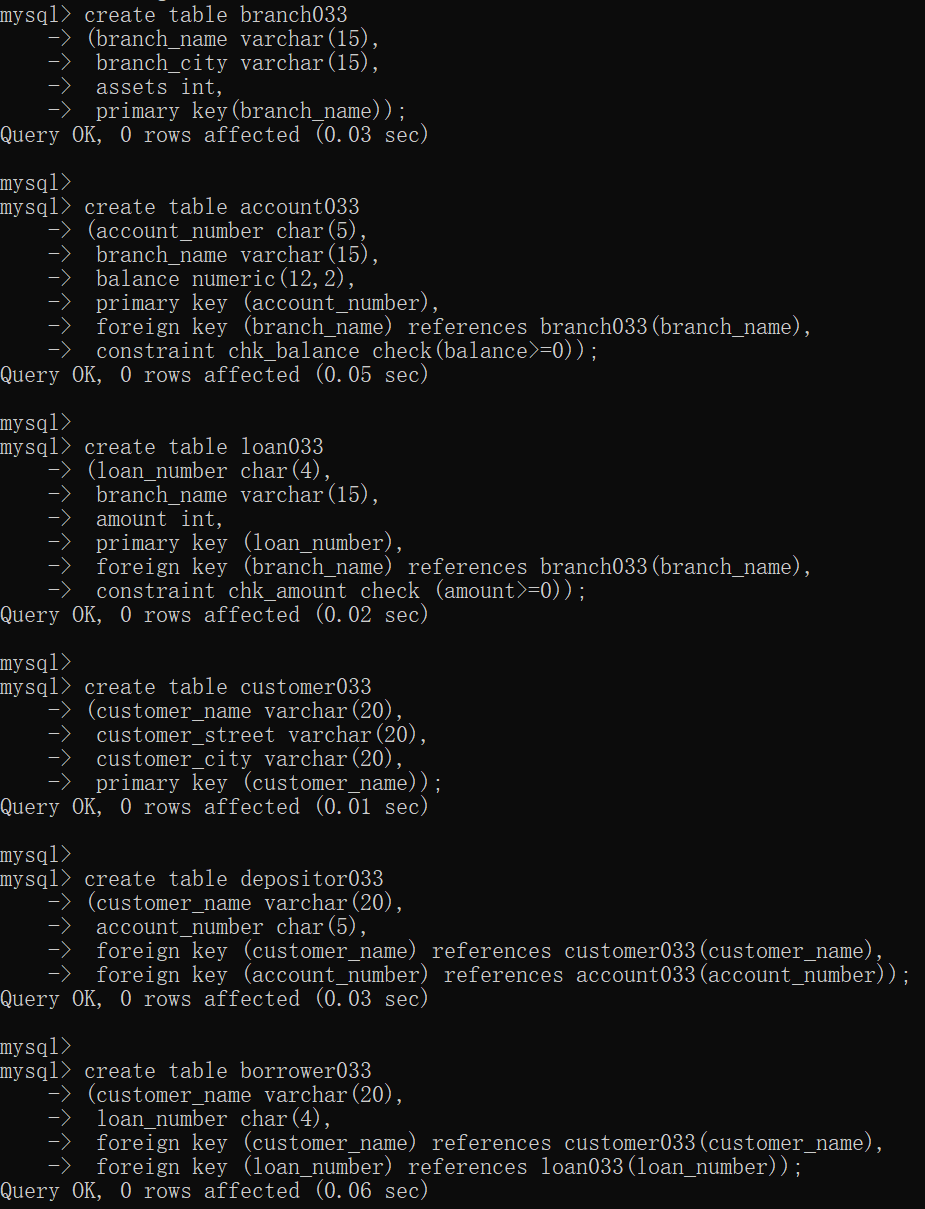 mysql> create table branch033
    -> (branch_name varchar(15),
    ->  branch_city varchar(15),
    ->  assets int,
    ->  primary key(branch_name));
Query OK, 0 rows affected (0.03 sec)

mysql>
mysql> create table account033
    -> (account_number char(5),
    ->  branch_name varchar(15),
    ->  balance numeric(12,2),
    ->  primary key (account_number),
    ->  foreign key (branch_name) references branch033(branch_name),
    ->  constraint chk_balance check(balance>=0));
Query OK, 0 rows affected (0.05 sec)

mysql>
mysql> create table loan033
    -> (loan_number char(4),
    ->  branch_name varchar(15),
    ->  amount int,
    ->  primary key (loan_number),
    ->  foreign key (branch_name) references branch033(branch_name),
    ->  constraint chk_amount check (amount>=0));
Query OK, 0 rows affected (0.02 sec)

mysql>
mysql> create table customer033
    -> (customer_name varchar(20),
    ->  customer_street varchar(20),
    ->  customer_city varchar(20),
    ->  primary key (customer_name));
Query OK, 0 rows affected (0.01 sec)

mysql>
mysql> create table depositor033
    -> (customer_name varchar(20),
    ->  account_number char(5),
    ->  foreign key (customer_name) references customer033(customer_name),
    ->  foreign key (account_number) references account033(account_number));
Query OK, 0 rows affected (0.03 sec)

mysql>
mysql> create table borrower033
    -> (customer_name varchar(20),
    ->  loan_number char(4),
    ->  foreign key (customer_name) references customer033(customer_name),
    ->  foreign key (loan_number) references loan033(loan_number));
Query OK, 0 rows affected (0.06 sec)